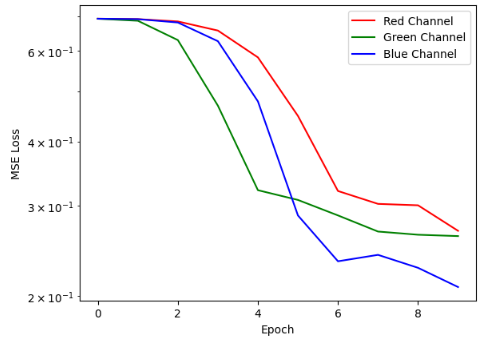 Red Channel
Green Channel
Blue Channel
6 × 10⁻¹
4 × 10⁻¹
3 × 10⁻¹
2 × 10⁻¹
MSE Loss
0 2 4 6 8
Epoch